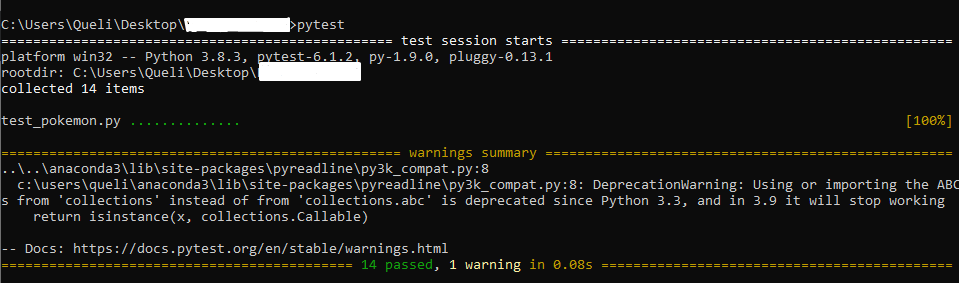 C:\Users\Queli\Desktop\ >pytest
================================================= test session starts =================================================
platform win32 -- Python 3.8.3, pytest-6.1.2, py-1.9.0, pluggy-0.13.1
rootdir: C:\Users\Queli\Desktop\
collected 14 items
test_pokemon.py .............. [100%]
================================================== warnings summary ===================================================
..\..\anaconda3\lib\site-packages\pyreadline\py3k_compat.py:8
c:\users\queli\anaconda3\lib\site-packages\pyreadline\py3k_compat.py:8: DeprecationWarning: Using or importing the ABC
s from 'collections' instead of from 'collections.abc' is deprecated since Python 3.3, and in 3.9 it will stop working
return isinstance(x, collections.Callable)
-- Docs: https://docs.pytest.org/en/stable/warnings.html
============================================ 14 passed, 1 warning in 0.08s ============================================